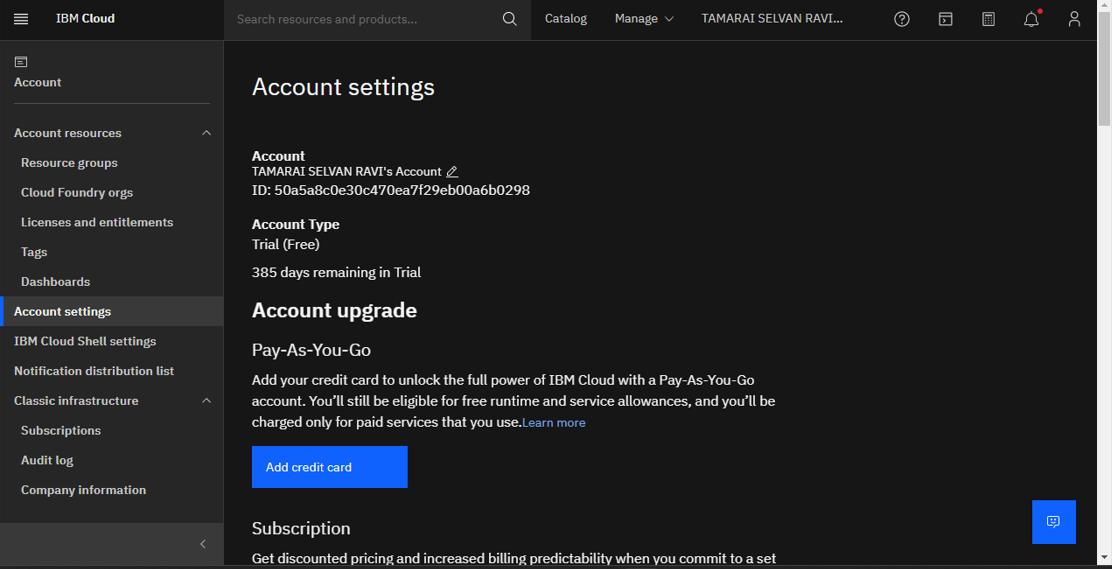 IBM Cloud
Search resources and products...
Catalog
Manage
TAMARAI SELVAN RAVI...
Account
Account resources
Resource groups
Cloud Foundry orgs
Licenses and entitlements
Tags
Dashboards
Account settings
IBM Cloud Shell settings
Notification distribution list
Classic infrastructure
Subscriptions
Audit log
Company information
Account settings
Account
TAMARAI SELVAN RAVI's Account
ID: 50a5a8c0e30c470ea7f29eb00a6b0298
Account Type
Trial (Free)
385 days remaining in Trial
Account upgrade
Pay-As-You-Go
Add your credit card to unlock the full power of IBM Cloud with a Pay-As-You-Go
account. You’ll still be eligible for free runtime and service allowances, and you’ll be
charged only for paid services that you use.Learn more
Add credit card
Subscription
Get discounted pricing and increased billing predictability when you commit to a set